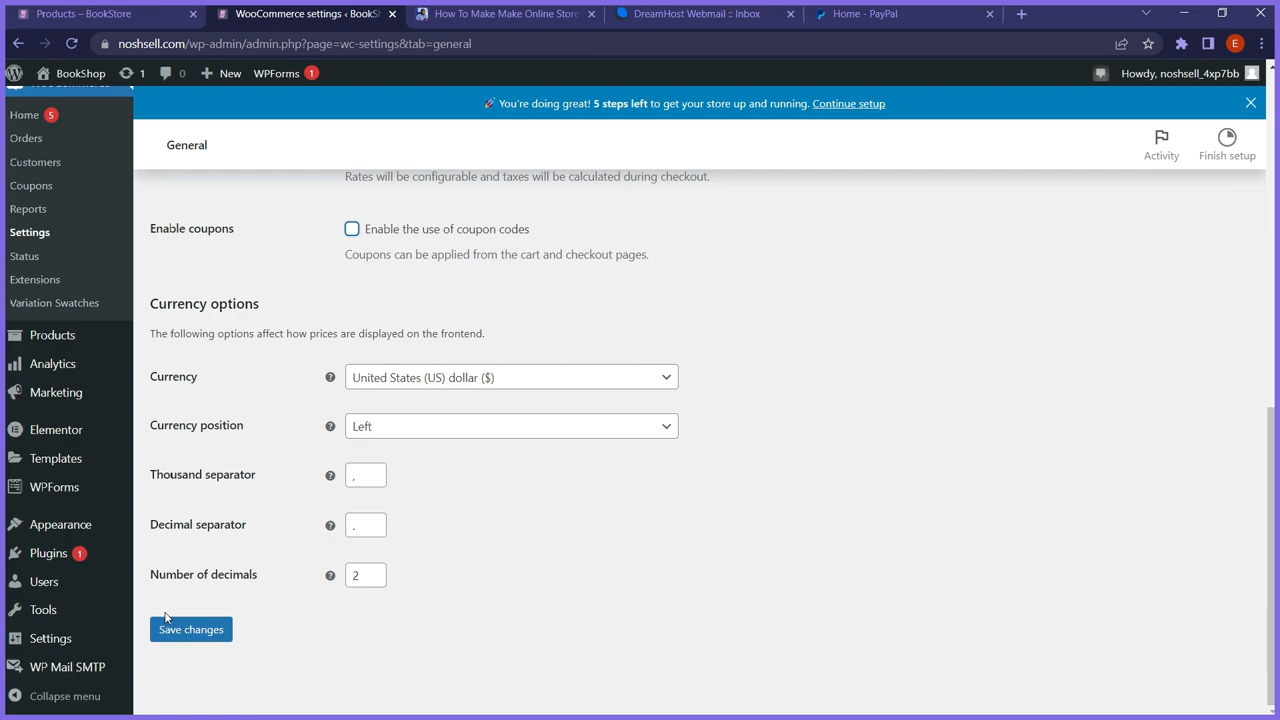 Products – BookStore
WooCommerce settings ‹ BookSt
How To Make Make Online Store
DreamHost Webmail :: Inbox
Home - PayPal
noshsell.com/wp-admin/admin.php?page=wc-settings&tab=general
E
BookShop
1
0
New
WPForms
1
Howdy, noshsell_4xp7bb
🚀 You're doing great! 5 steps left to get your store up and running. Continue setup
Home 5
Orders
Customers
Coupons
Reports
Settings
Status
Extensions
Variation Swatches
Products
Analytics
Marketing
Elementor
Templates
WPForms
Appearance
Plugins 1
Users
Tools
Settings
WP Mail SMTP
Collapse menu
General
Activity
Finish setup
Rates will be configurable and taxes will be calculated during checkout.
Enable coupons
Enable the use of coupon codes
Coupons can be applied from the cart and checkout pages.
Currency options
The following options affect how prices are displayed on the frontend.
Currency
United States (US) dollar ($)
Currency position
Left
Thousand separator
,
Decimal separator
.
Number of decimals
2
Save changes